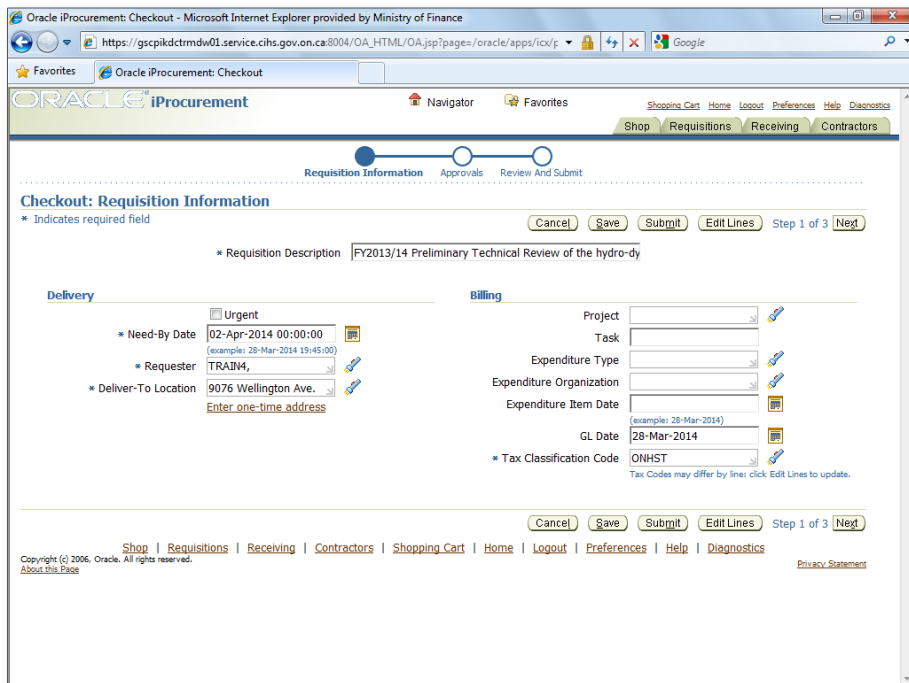 Oracle iProcurement: Checkout - Microsoft Internet Explorer provided by Ministry of Finance
https://gscpikdctrmdw01.service.cihs.gov.on.ca:8004/OA_HTML/OA.jsp?page=/oracle/apps/icx/p
Google
Favorites
Oracle iProcurement: Checkout
ORACLE iProcurement
Navigator Favorites
Shopping Cart Home Logout Preferences Help Diagnostics
Shop Requisitions Receiving Contractors
Requisition Information Approvals Review And Submit
Checkout: Requisition Information
* Indicates required field
Cancel Save Submit Edit Lines Step 1 of 3 Next
* Requisition Description FY2013/14 Preliminary Technical Review of the hydro-dy
Delivery
Urgent
* Need-By Date 02-Apr-2014 00:00:00
(example: 28-Mar-2014 19:45:00)
* Requester TRAIN4,
* Deliver-To Location 9076 Wellington Ave.
Enter one-time address
Billing
Project
Task
Expenditure Type
Expenditure Organization
Expenditure Item Date
(example: 28-Mar-2014)
GL Date 28-Mar-2014
* Tax Classification Code ONHST
Tax Codes may differ by line: click Edit Lines to update.
Cancel Save Submit Edit Lines Step 1 of 3 Next
Shop | Requisitions | Receiving | Contractors | Shopping Cart | Home | Logout | Preferences | Help | Diagnostics
Copyright (c) 2006, Oracle. All rights reserved.
About this Page
Privacy Statement